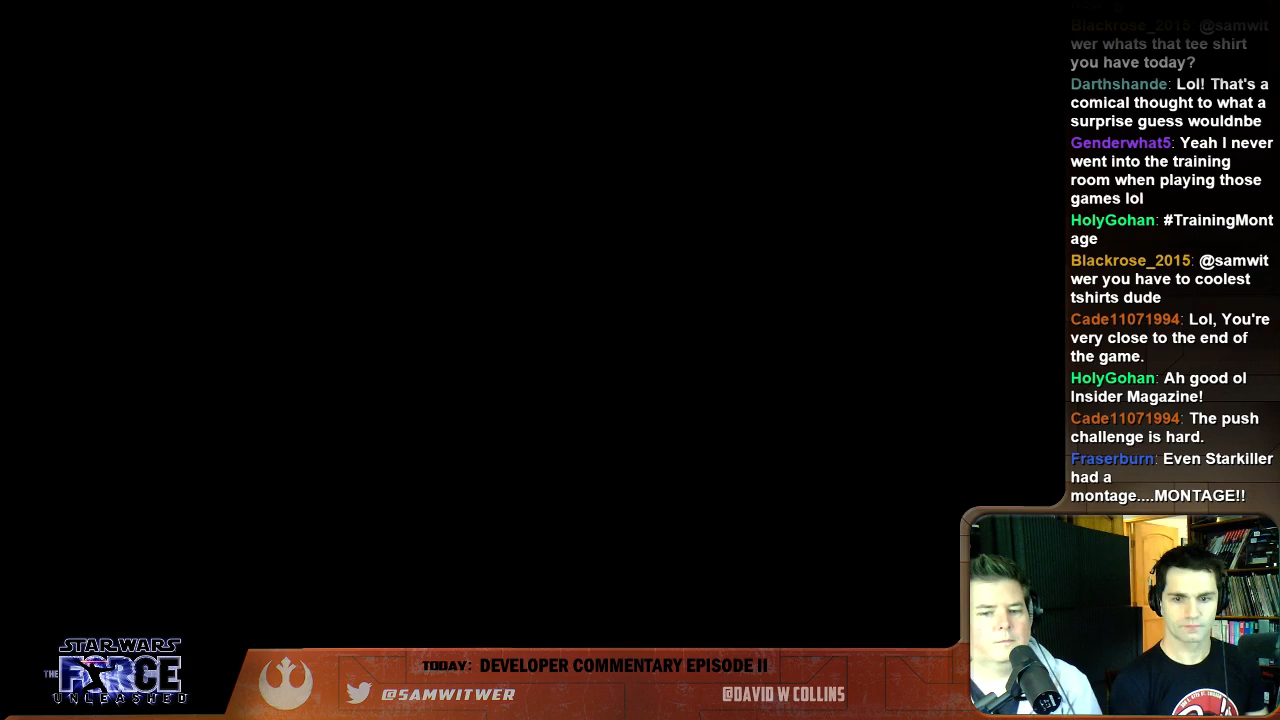 Blackrose_2015: @samwit
wer whats that tee shirt
you have today?
Darthshande: Lol! That's a
comical thought to what a
surprise guess wouldnbe
Genderwhat5: Yeah I never
went into the training
room when playing those
games lol
HolyGohan: #TrainingMont
age
Blackrose_2015: @samwit
wer you have to coolest
tshirts dude
Cade11071994: Lol, You're
very close to the end of
the game.
HolyGohan: Ah good ol
Insider Magazine!
Cade11071994: The push
challenge is hard.
Fraserburn: Even Starkiller
had a
montage....MONTAGE!!
STAR WARS
THE FORCE
UNLEASHED
TODAY: DEVELOPER COMMENTARY EPISODE II
@SAMWITWER
@DAVID W COLLINS